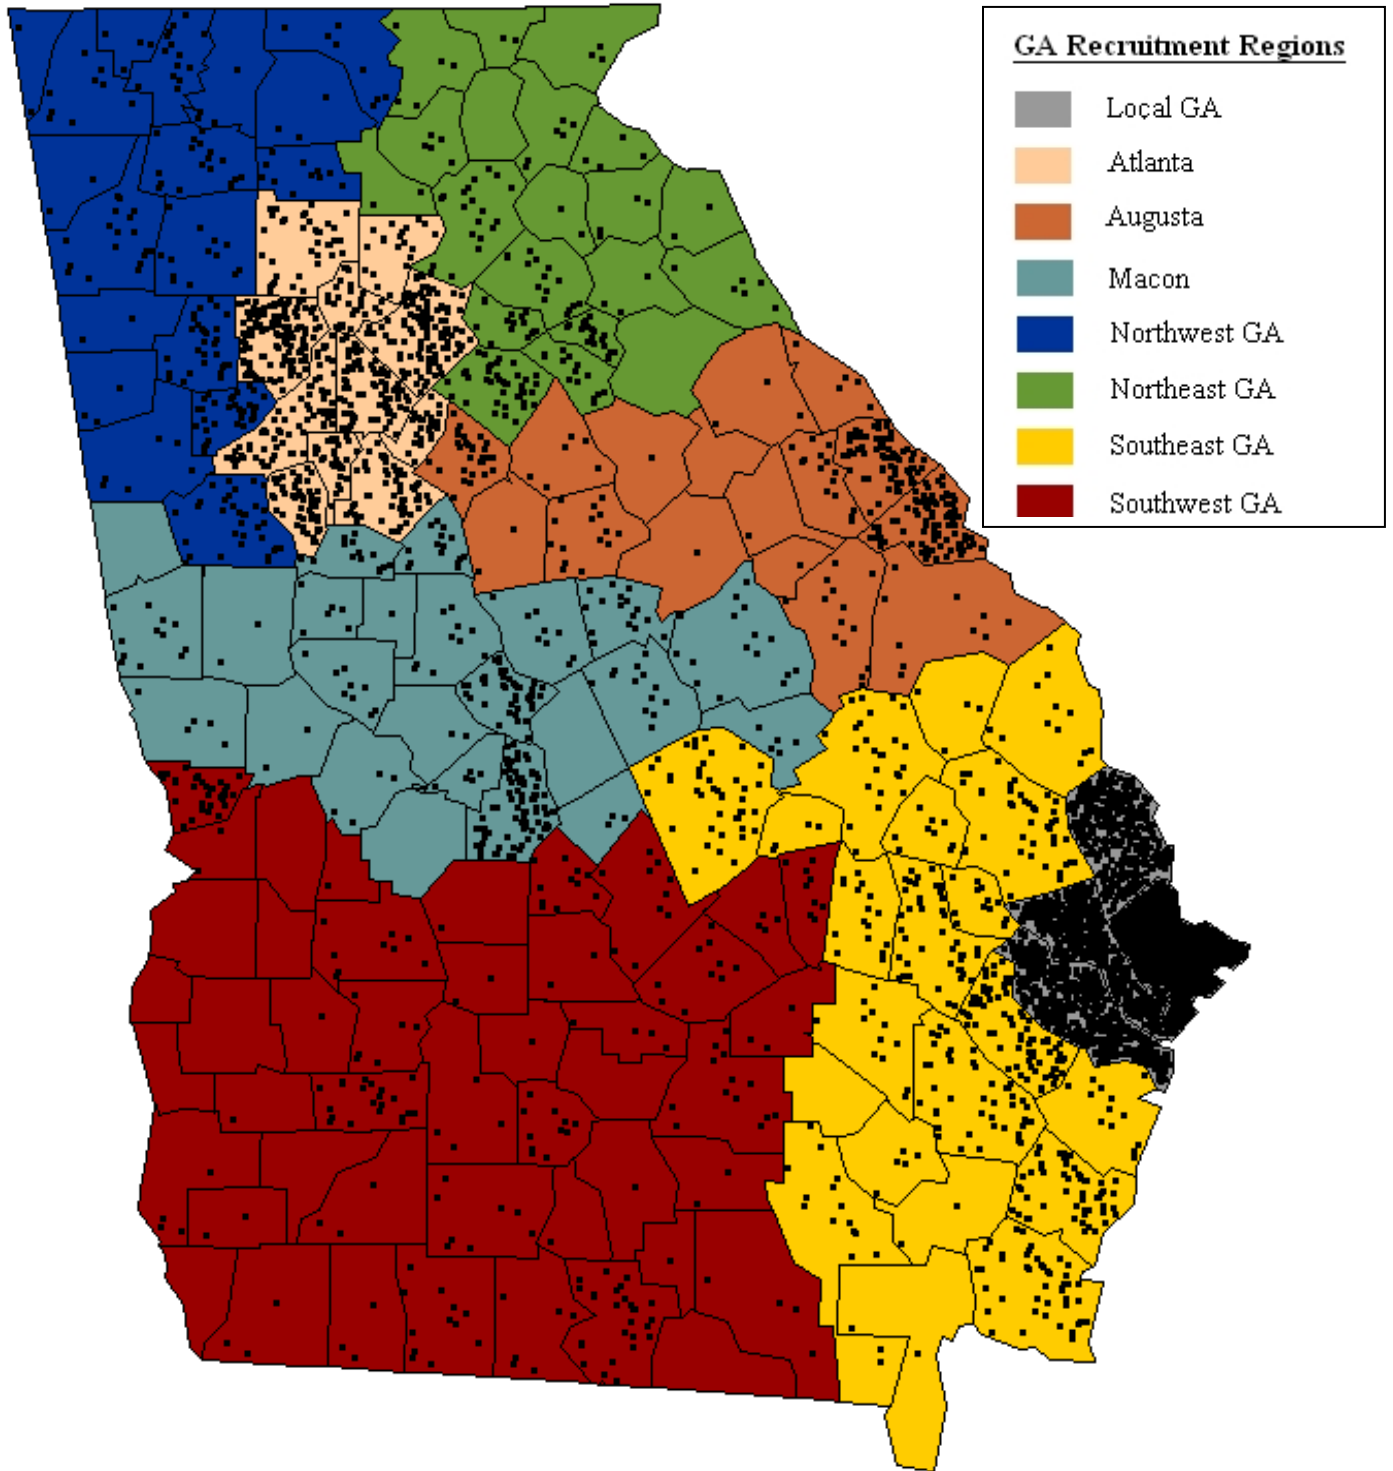 GA Recruitment Regions
Local GA
Atlanta
Augusta
Macon
Northwest GA
Northeast GA
Southeast GA
Southwest GA